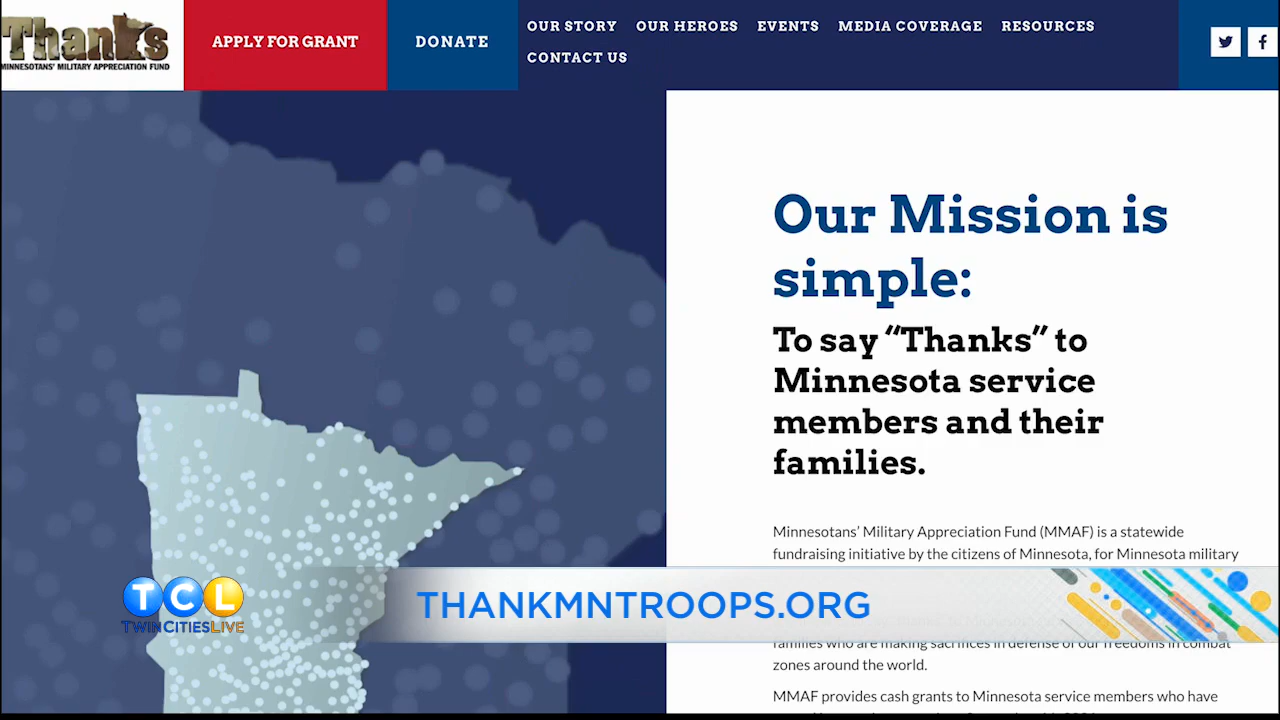 Thanks
MINNESOTANS' MILITARY APPRECIATION FUND
APPLY FOR GRANT
DONATE
OUR STORY OUR HEROES EVENTS MEDIA COVERAGE RESOURCES
CONTACT US
Our Mission is
simple:
To say “Thanks” to
Minnesota service
members and their
families.
Minnesotans’ Military Appreciation Fund (MMAF) is a statewide
fundraising initiative by the citizens of Minnesota, for Minnesota military
TCL
TWINCITIESLIVE
THANKMNTROOPS.ORG
families who are making sacrifices in defense of our freedoms in combat
zones around the world.
MMAF provides cash grants to Minnesota service members who have